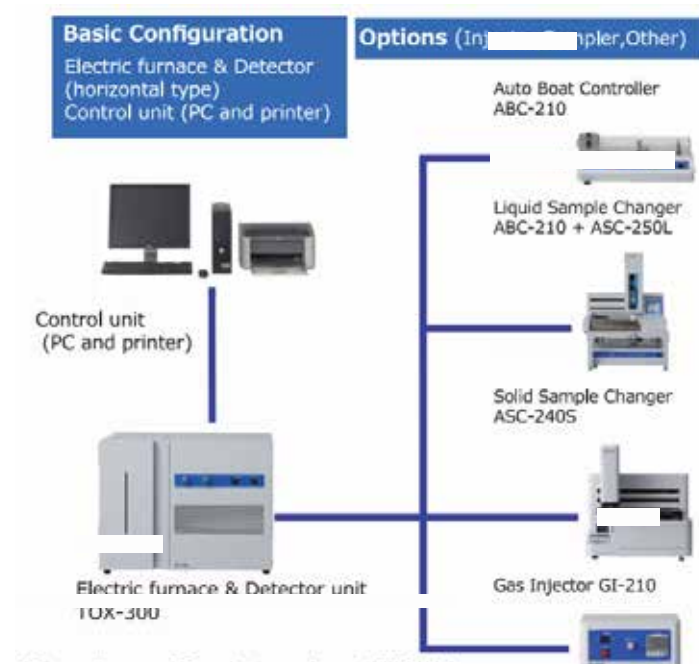 Basic Configuration
Electric furnace & Detector
(horizontal type)
Control unit (PC and printer)
Options (In pler,Other)
Auto Boat Controller
ABC-210
Liquid Sample Changer
ABC-210 + ASC-250L
Control unit
(PC and printer)
Solid Sample Changer
ASC-240S
Electric furnace & Detector unit
TOX-300
Gas Injector GI-210